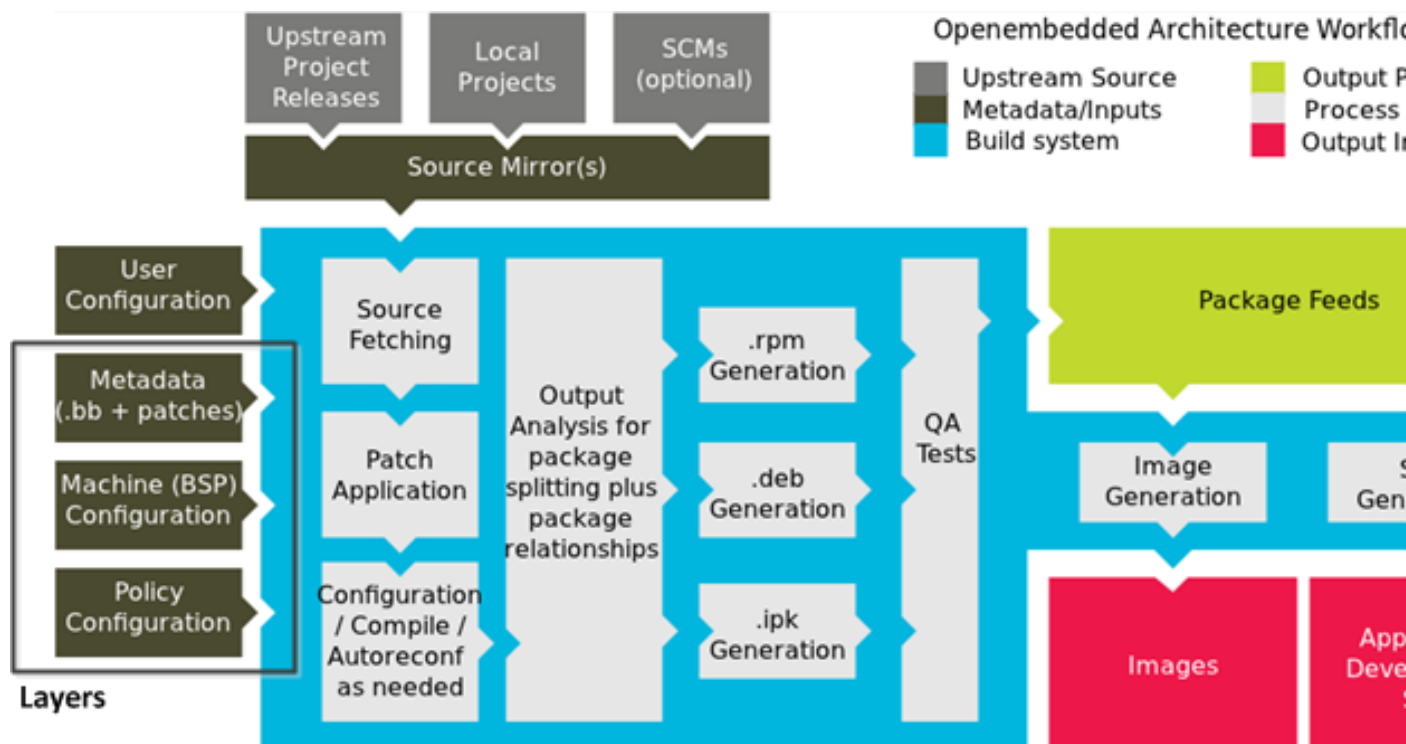 Upstream
Project
Releases
Local
Projects
SCMs
(optional)
Openembedded Architecture
Upstream Source
Metadata/Inputs
Build system
Output
Process
Output
Source Mirror(s)
User
Configuration
Metadata
(.bb + patches)
Machine (BSP)
Configuration
Policy
Configuration
Layers
Source
Fetching
Patch
Application
Configuration
/ Compile /
Autoreconf
as needed
Output
Analysis for
package
splitting plus
package
relationships
.rpm
Generation
.deb
Generation
.ipk
Generation
QA
Tests
Package Feeds
Image
Generation
Images